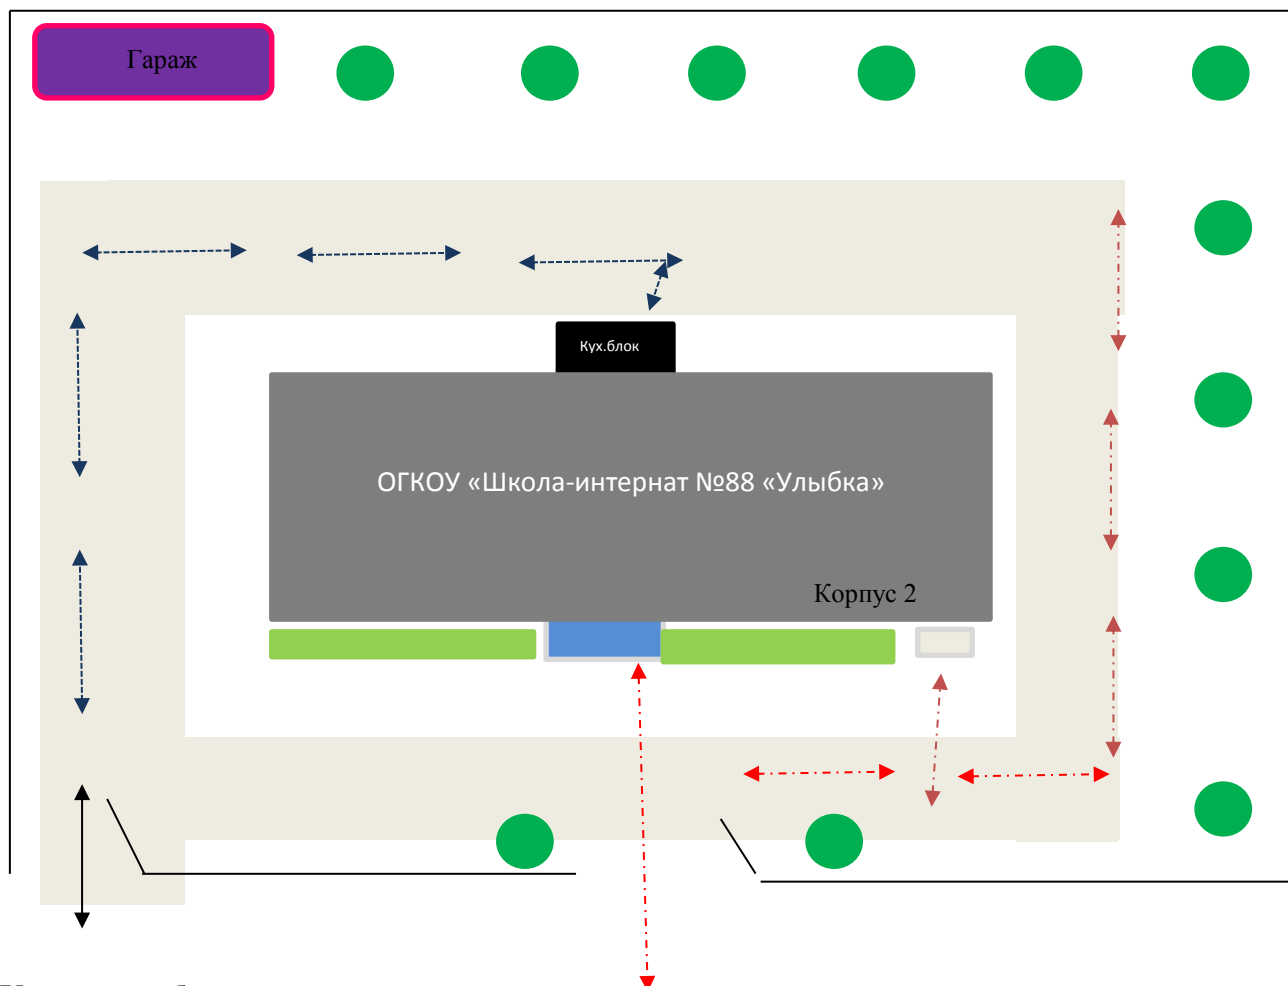 Гараж
Кух.блок
ОГКОУ «Школа-интернат №88 «Улыбка»
Корпус 2